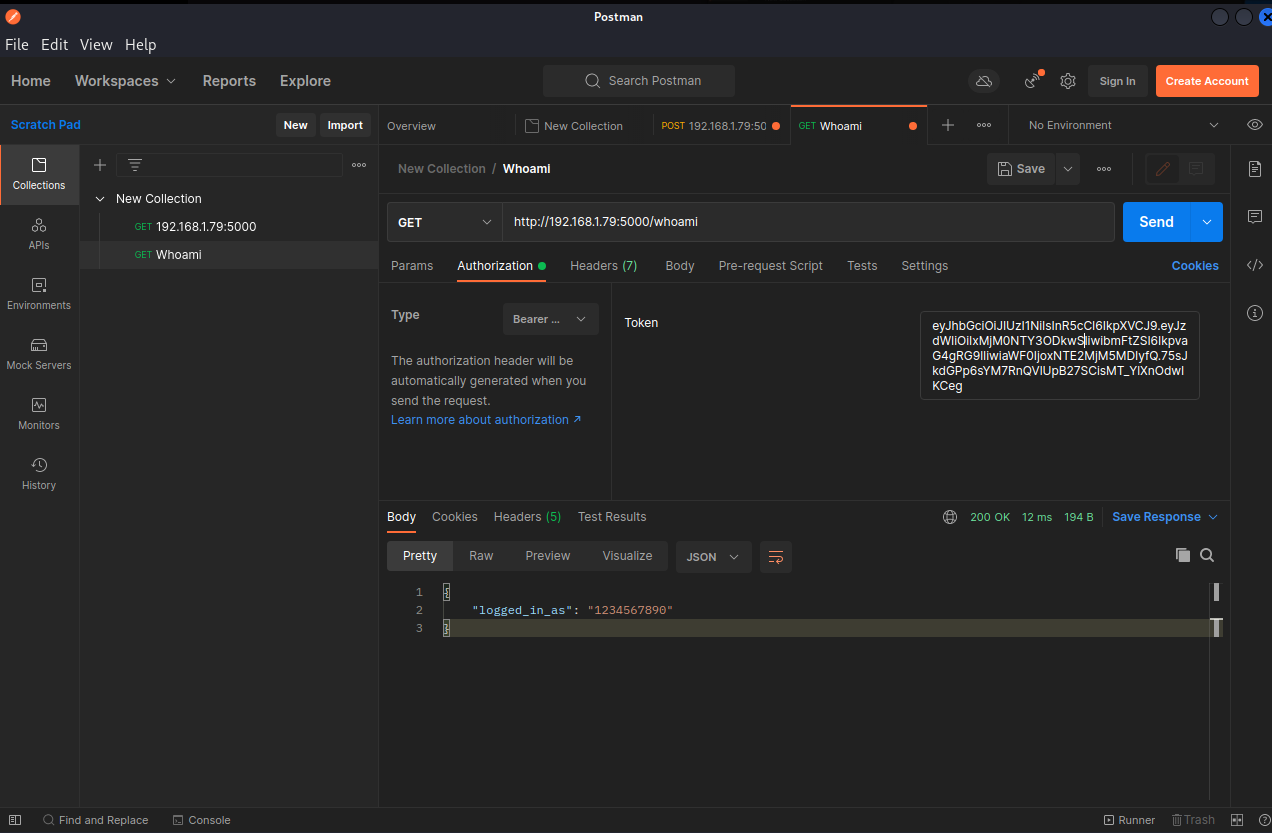 Postman
File Edit View Help
Home Workspaces Reports Explore Search Postman Sign In Create Account
Scratch Pad New Import Overview New Collection POST 192.168.1.79:50 GET Whoami No Environment
New Collection / Whoami Save
Collections
New Collection
GET 192.168.1.79:5000
GET Whoami
APIs
Environments
Mock Servers
Monitors
History
GET http://192.168.1.79:5000/whoami Send
Params Authorization Headers (7) Body Pre-request Script Tests Settings Cookies
Type Bearer ...
The authorization header will be
automatically generated when you
send the request.
Learn more about authorization ↗
Token
Body Cookies Headers (5) Test Results 200 OK 12 ms 194 B Save Response
Pretty Raw Preview Visualize JSON
1 {
2 "logged_in_as": "1234567890"
3 }
Find and Replace Console Runner Trash